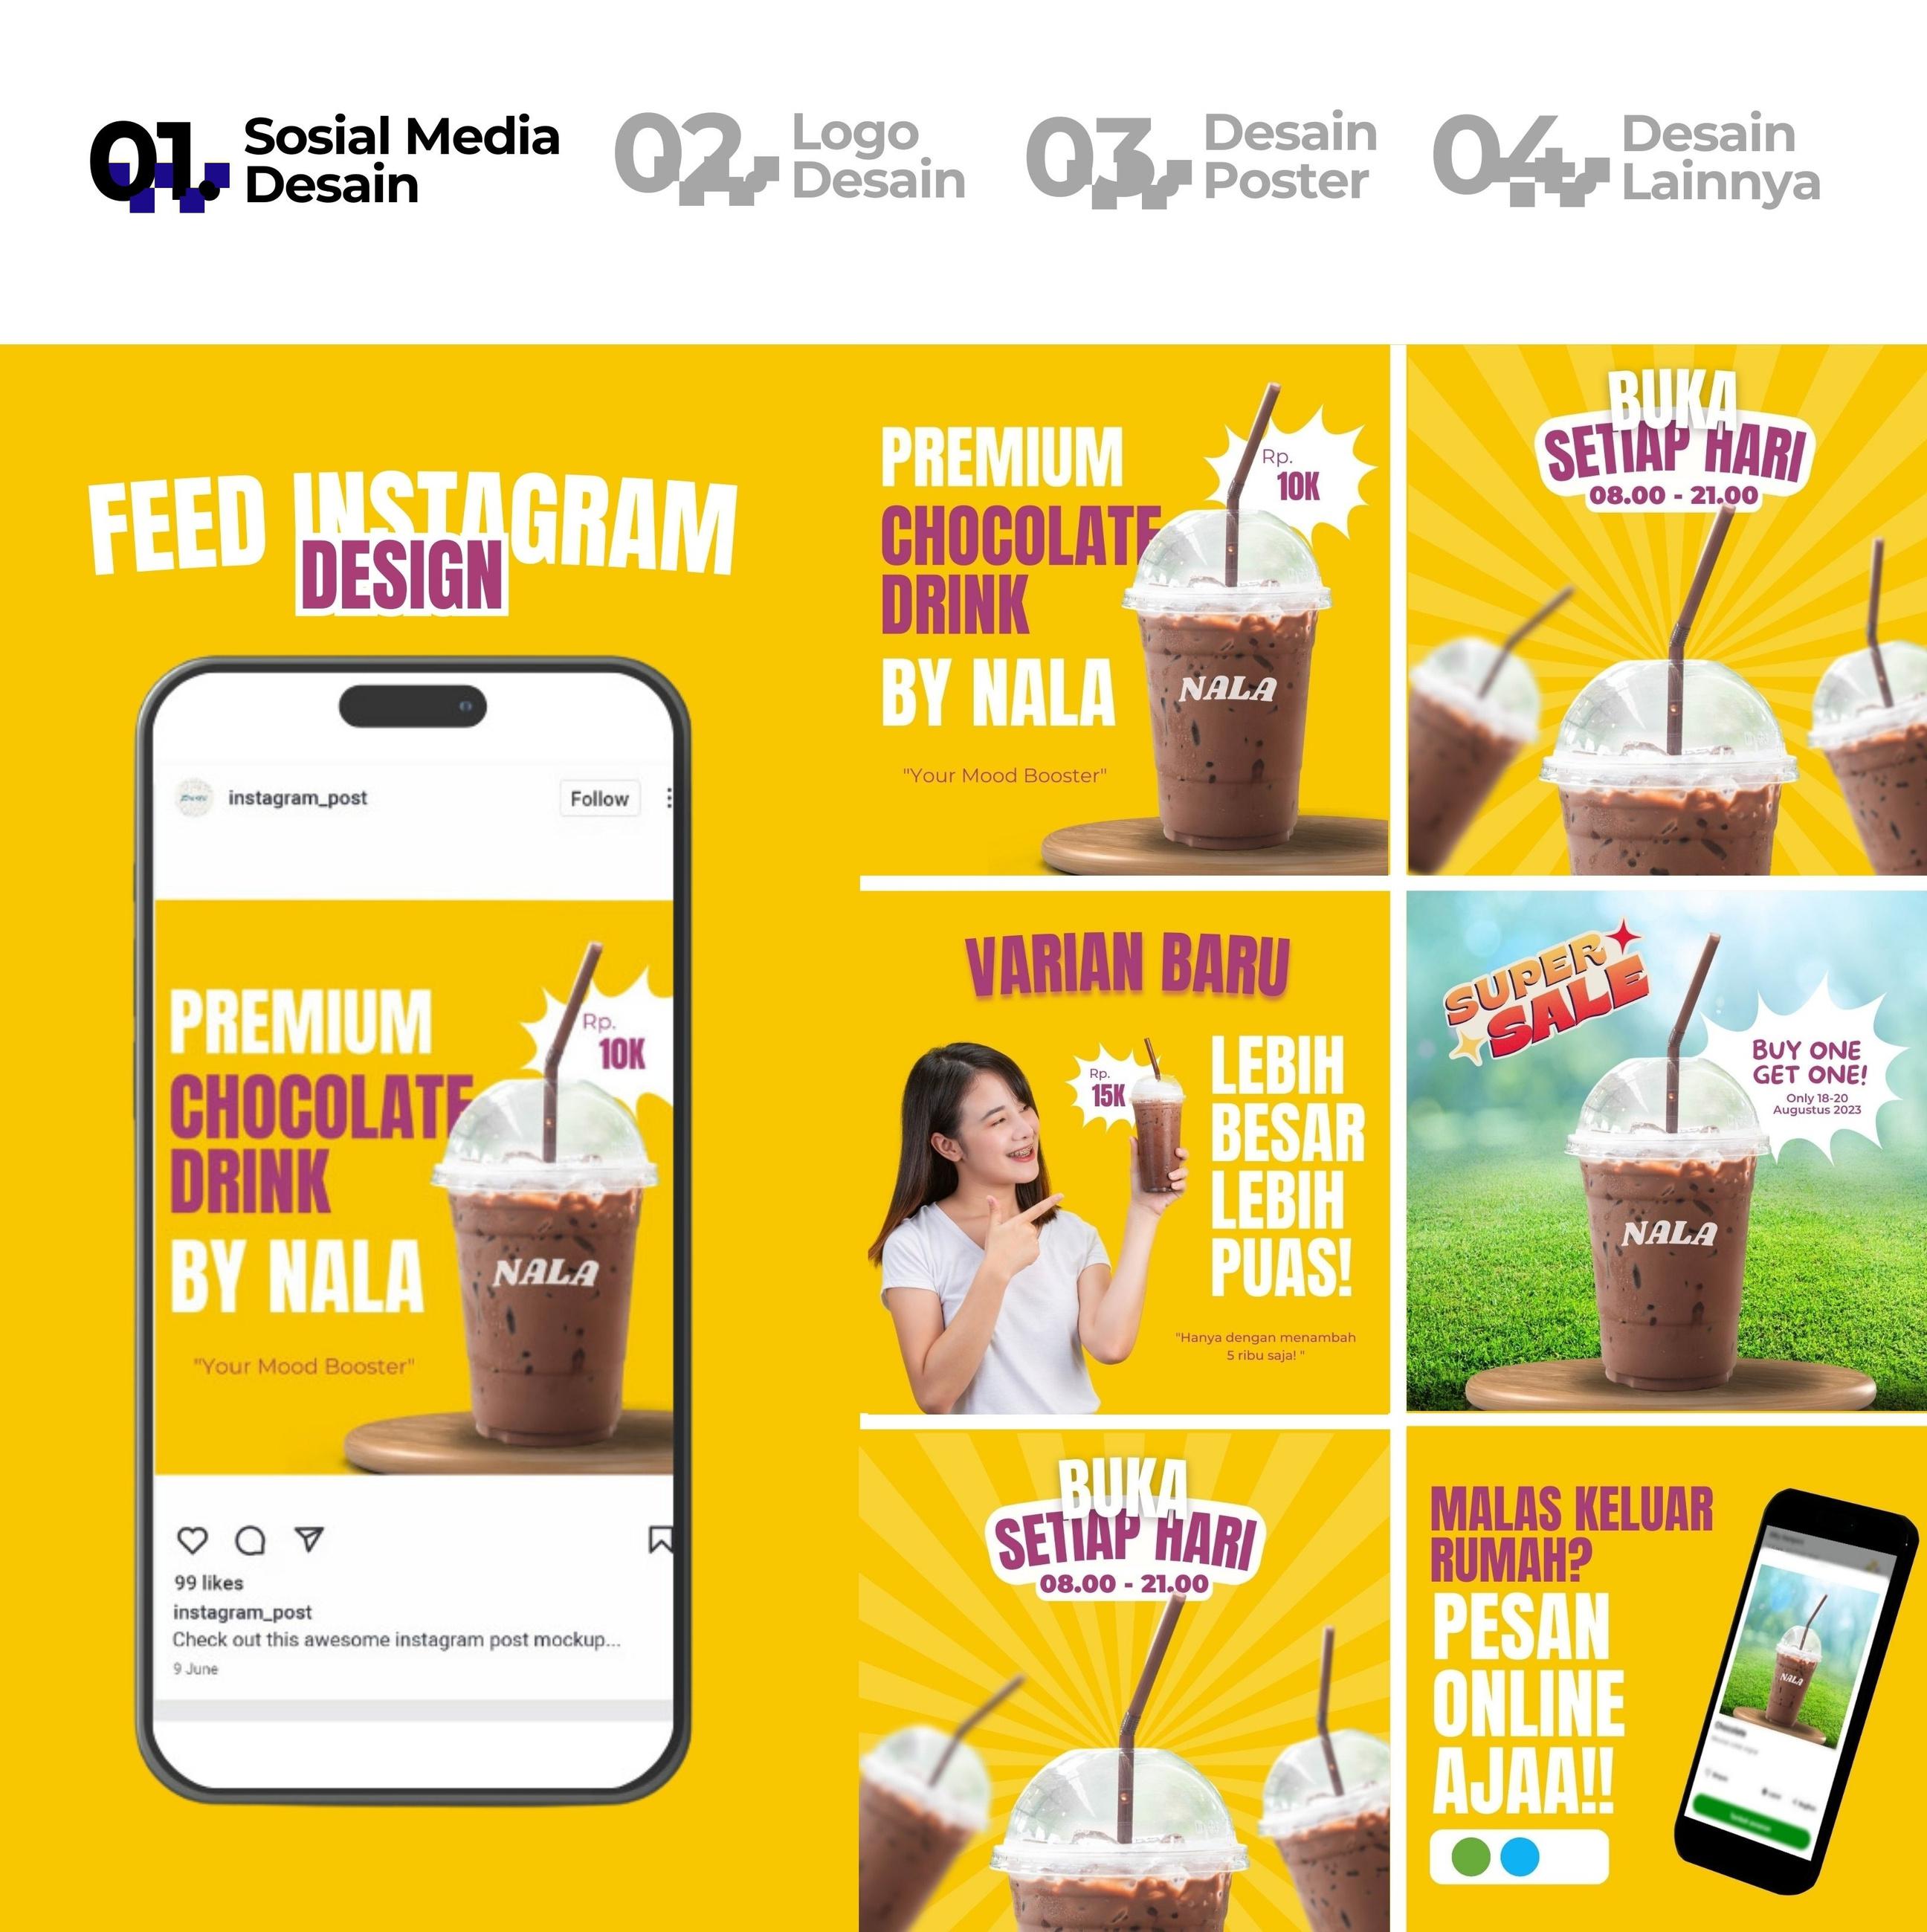 01.
Sosial Media
Desain
02.
Logo
Desain
03.
Desain
Poster
04.
Desain
Lainnya
FEED INSTAGRAM
DESIGN
instagram_post
Follow
PREMIUM
CHOCOLATE
DRINK
BY NALA
"Your Mood Booster"
Rp.
10K
NALA
99 likes
instagram_post
Check out this awesome instagram post mockup...
9 June
PREMIUM
CHOCOLATE
DRINK
BY NALA
"Your Mood Booster"
Rp.
10K
NALA
BUKA
SETIAP HARI
08.00 - 21.00
VARIAN BARU
Rp.
15K
LEBIH
BESAR
LEBIH
PUAS!
"Hanya dengan menambah
5 ribu saja! "
SUPER
SALE
BUY ONE
GET ONE!
Only 18-20
Augustus 2023
NALA
BUKA
SETIAP HARI
08.00 - 21.00
MALAS KELUAR
RUMAH?
PESAN
ONLINE
AJAA!!
NALA